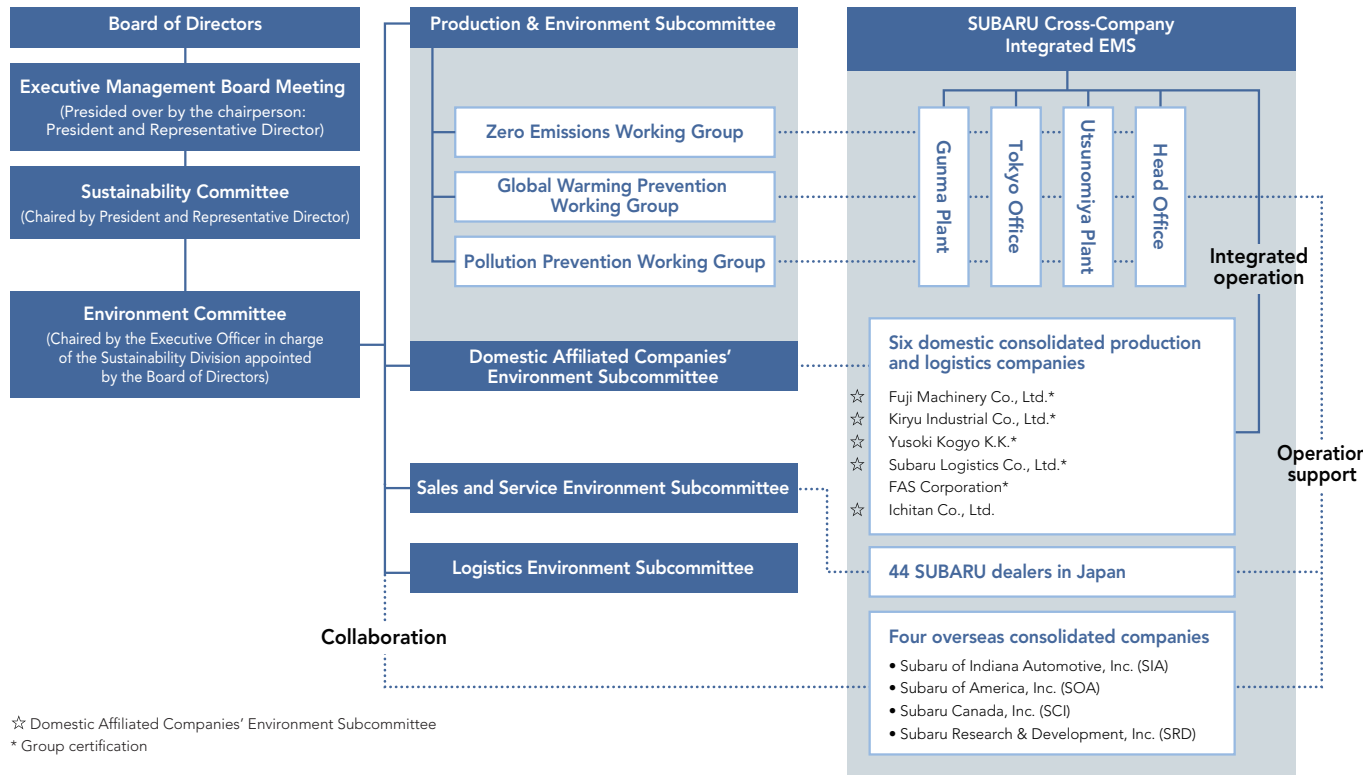 Board of Directors
Executive Management Board Meeting
(Presided over by the chairperson:
President and Representative Director)
Sustainability Committee
(Chaired by President and Representative Director)
Environment Committee
(Chaired by the Executive Officer in charge
of the Sustainability Division appointed
by the Board of Directors)
Production & Environment Subcommittee
Zero Emissions Working Group
Global Warming Prevention
Working Group
Pollution Prevention Working Group
Domestic Affiliated Companies’
Environment Subcommittee
Sales and Service Environment Subcommittee
Logistics Environment Subcommittee
Collaboration
SUBARU Cross-Company
Integrated EMS
Gunma Plant
Tokyo Office
Utsunomiya Plant
Head Office
Integrated
operation
Six domestic consolidated production
and logistics companies
☆ Fuji Machinery Co., Ltd.*
☆ Kiryu Industrial Co., Ltd.*
☆ Yusoki Kogyo K.K.*
☆ Subaru Logistics Co., Ltd.*
FAS Corporation*
☆ Ichitan Co., Ltd.
Operation
support
44 SUBARU dealers in Japan
Four overseas consolidated companies
• Subaru of Indiana Automotive, Inc. (SIA)
• Subaru of America, Inc. (SOA)
• Subaru Canada, Inc. (SCI)
• Subaru Research & Development, Inc. (SRD)
☆ Domestic Affiliated Companies’ Environment Subcommittee
* Group certification